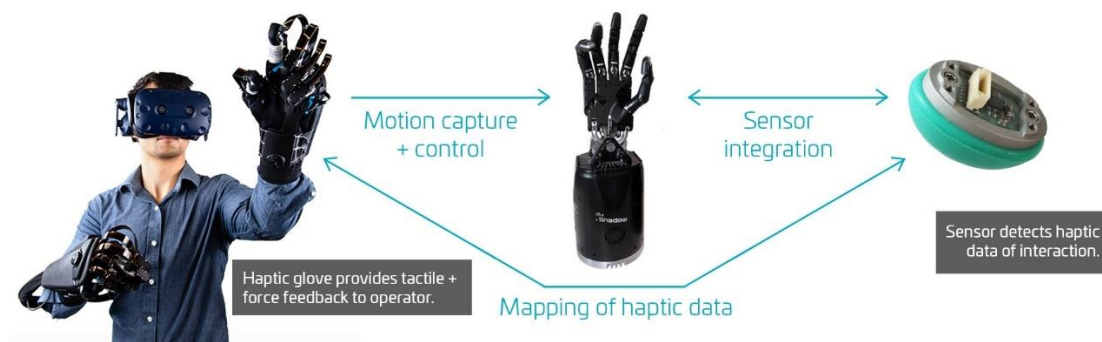 Motion capture
+ control
Sensor
integration
Shadow
Sensor detects haptic
data of interaction.
Haptic glove provides tactile +
force feedback to operator.
Mapping of haptic data